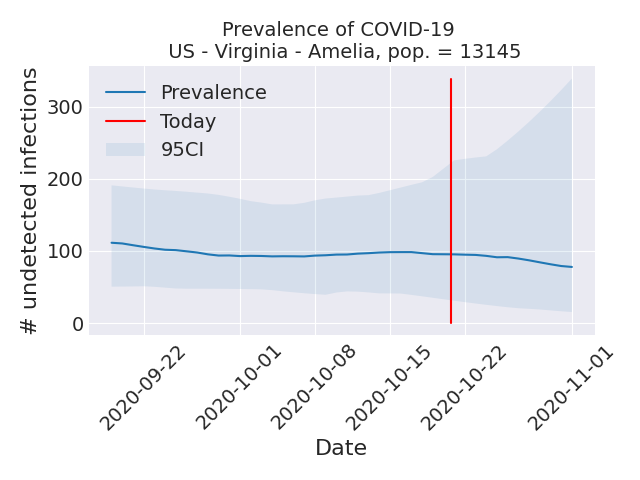 Prevalence of COVID-19
US - Virginia - Amelia, pop. = 13145
# undetected infections
300
200
100
0
Prevalence
Today
95CI
2020-09-22
2020-10-01
2020-10-08
2020-10-15
2020-10-22
2020-11-01
Date